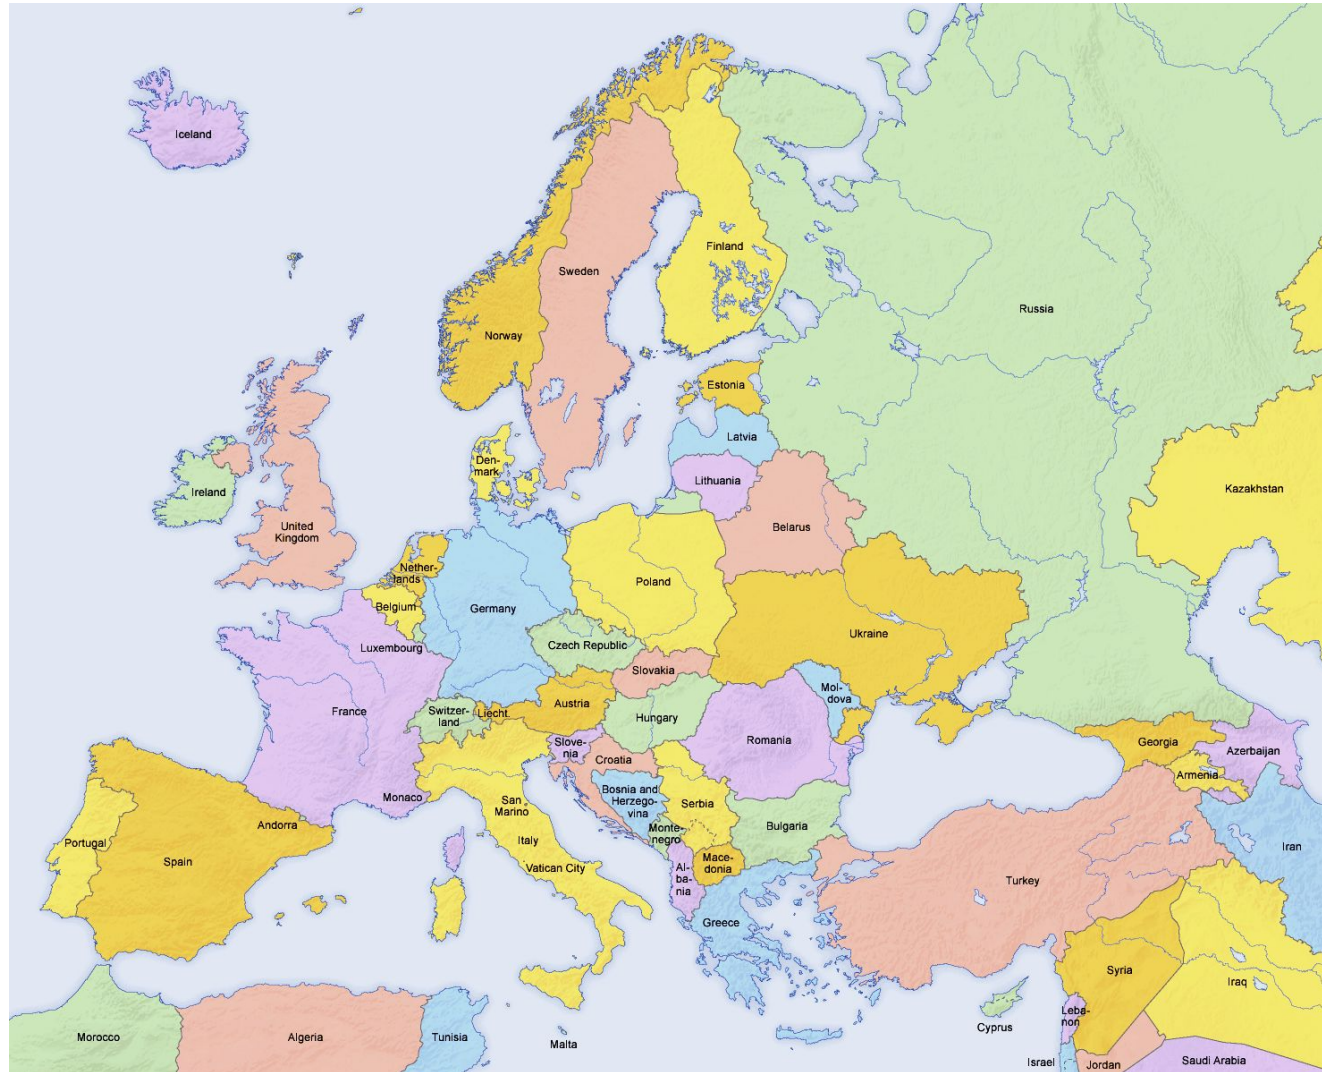 Iceland
Finland
Sweden
Russia
Norway
Estonia
Latvia
Den-
mark
Lithuania
Ireland
Kazakhstan
United
Kingdom
Belarus
Nether-
lands
Poland
Belgium
Germany
Ukraine
Czech Republic
Luxembourg
Slovakia
Mol-
dova
Austria
France
Switzer-
land
Liecht.
Hungary
Romania
Slove-
nia
Georgia
Azerbaijan
Croatia
Armenia
Bosnia and
Herzego-
vina
Monaco
San
Marino
Serbia
Andorra
Bulgaria
Monte-
negro
Portugal
Italy
Iran
Spain
Vatican City
Mace-
donia
Al-
ba-
nia
Turkey
Greece
Syria
Iraq
Leba-
non
Cyprus
Morocco
Algeria
Tunisia
Malta
Israel
Jordan
Saudi Arabia